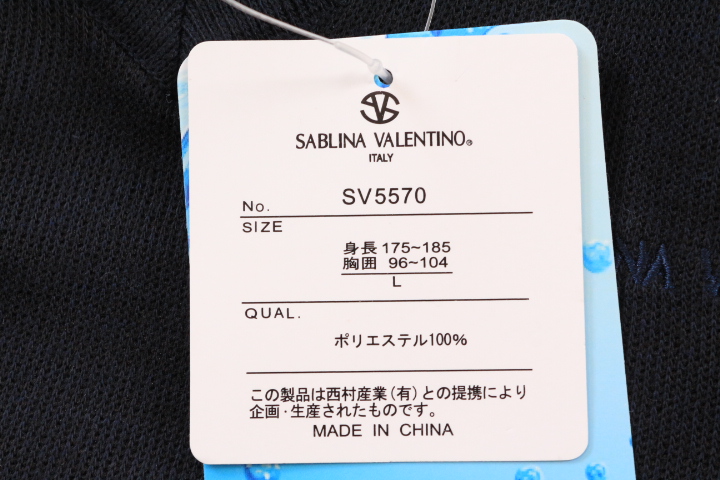 SV
SABLINA VALENTINO®
ITALY
No. SV5570
SIZE
身長 175~185
胸囲 96~104
L
QUAL.
ポリエステル100%
この製品は西村産業(有)との提携により
企画・生産されたものです。
MADE IN CHINA